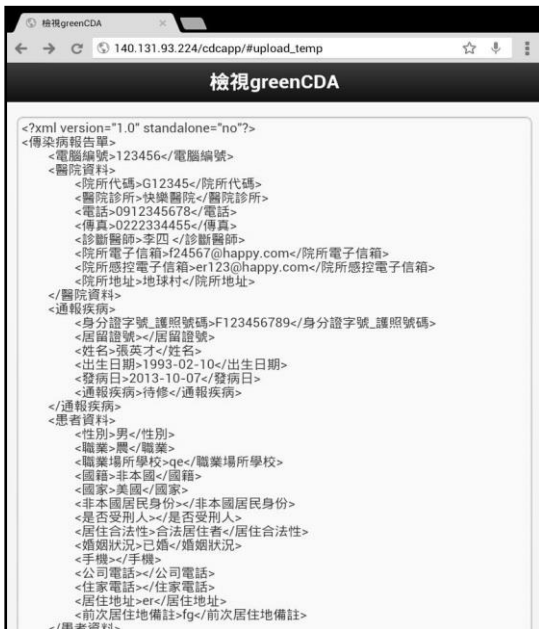 檢視greenCDA
140.131.93.224/cdcapp/#upload_temp
檢視greenCDA
<?xml version="1.0" standalone="no"?>
<傳染病報告單>
<電腦編號>123456</電腦編號>
<醫院資料>
<院所代碼>G12345</院所代碼>
<醫院診所>快樂醫院</醫院診所>
<電話>0912345678</電話>
<傳真>0222334455</傳真>
<診斷醫師>李四 </診斷醫師>
<院所電子信箱>f24567@happy.com</院所電子信箱>
<院所感控電子信箱>er123@happy.com</院所感控電子信箱>
<院所地址>地球村</院所地址>
</醫院資料>
<通報疾病>
<身分證字號_護照號碼>F123456789</身分證字號_護照號碼>
<居留證號></居留證號>
<姓名>張英才</姓名>
<出生日期>1993-02-10</出生日期>
<發病日>2013-10-07</發病日>
<通報疾病>待修</通報疾病>
</通報疾病>
<患者資料>
<性別>男</性別>
<職業>農</職業>
<職業場所學校>qe</職業場所學校>
<國籍>非本國</國籍>
<國家>美國</國家>
<非本國居民身份></非本國居民身份>
<是否受刑人></是否受刑人>
<居住合法性>合法居住者</居住合法性>
<婚姻狀況>已婚</婚姻狀況>
<手機></手機>
<公司電話></公司電話>
<住家電話></住家電話>
<居住地址>er</居住地址>
<前次居住地備註>fg</前次居住地備註>
</患者資料>